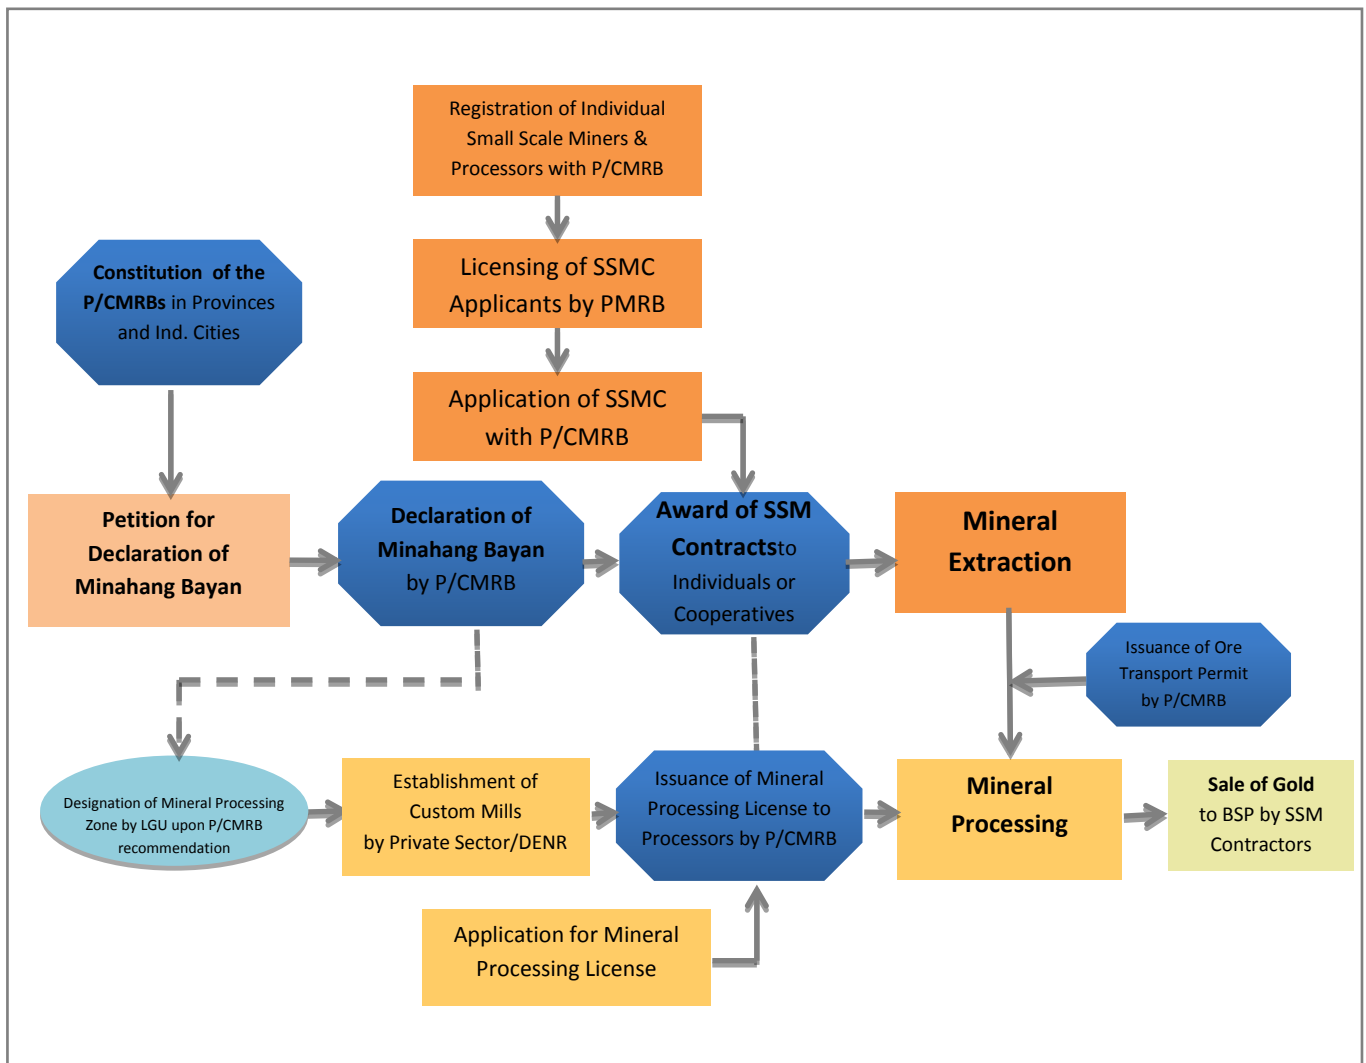 Registration of Individual
Small Scale Miners &
Processors with P/CMRB
Licensing of SSMC
Applicants by PMRB
Constitution of the
P/CMRBs in Provinces
and Ind. Cities
Application of SSMC
with P/CMRB
Petition for
Declaration of
Minahang Bayan
Declaration of
Minahang Bayan
by P/CMRB
Award of SSM
Contractsto
Individuals or
Cooperatives
Mineral
Extraction
Issuance of Ore
Transport Permit
by P/CMRB
Designation of Mineral Processing
Zone by LGU upon P/CMRB
recommendation
Establishment of
Custom Mills
by Private Sector/DENR
Issuance of Mineral
Processing License to
Processors by P/CMRB
Mineral
Processing
Sale of Gold
to BSP by SSM
Contractors
Application for Mineral
Processing License